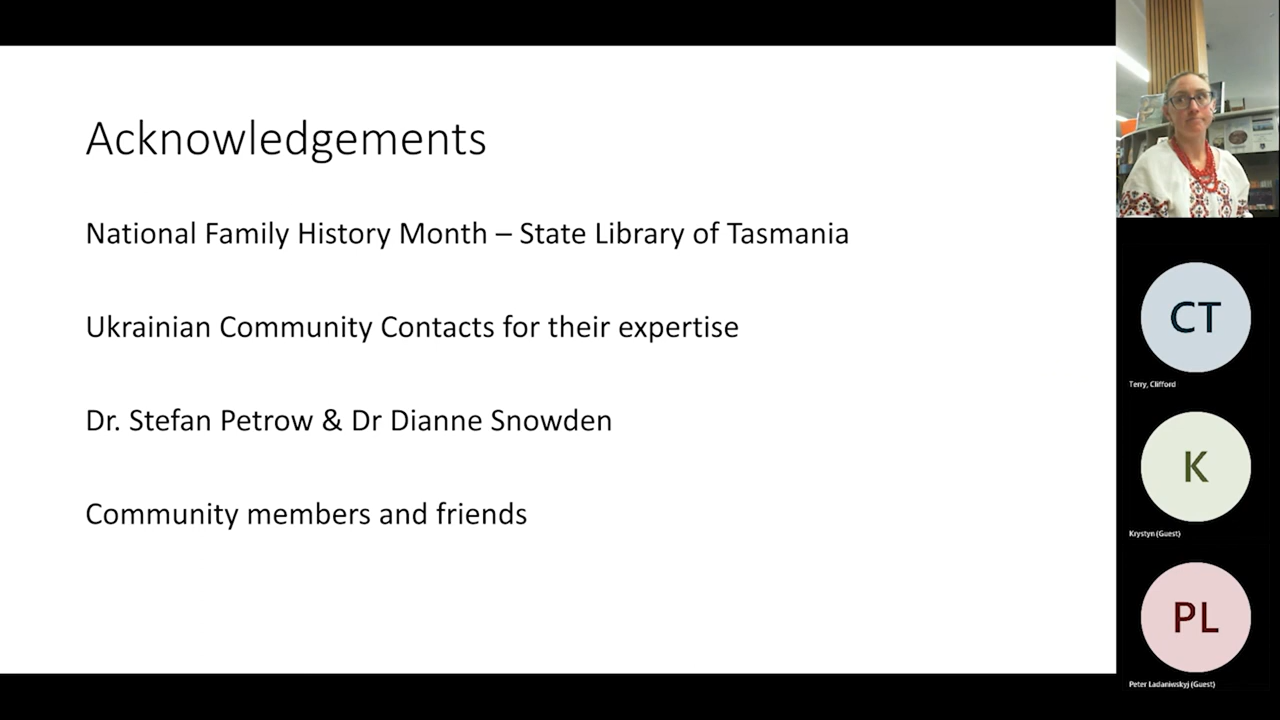 Acknowledgements
National Family History Month – State Library of Tasmania
Ukrainian Community Contacts for their expertise
Dr. Stefan Petrow & Dr Dianne Snowden
Community members and friends
CT
Terry, Clifford
K
Krystyn (Guest)
PL
Peter Ladaniwskyj (Guest)